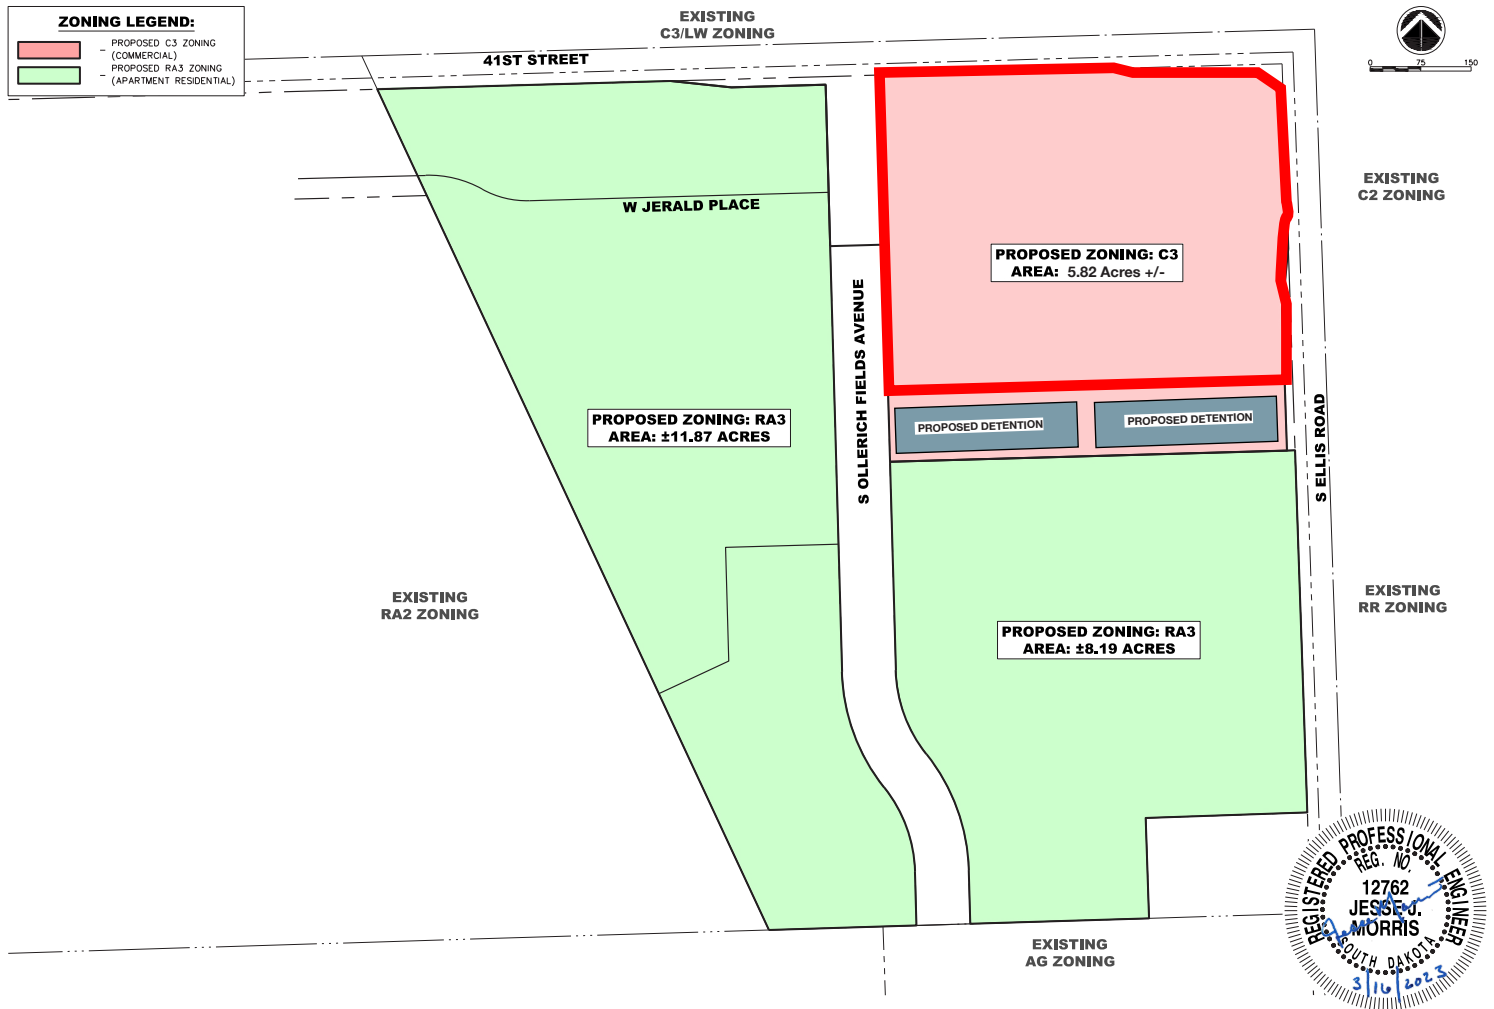 ZONING LEGEND:
- PROPOSED C3 ZONING
(COMMERCIAL)
- PROPOSED RA3 ZONING
(APARTMENT RESIDENTIAL)
EXISTING
C3/LW ZONING
41ST STREET
0 75 150
EXISTING
C2 ZONING
W JERALD PLACE
PROPOSED ZONING: C3
AREA: 5.82 Acres +/-
S OLLERICH FIELDS AVENUE
PROPOSED ZONING: RA3
AREA: ±11.87 ACRES
PROPOSED DETENTION
PROPOSED DETENTION
S ELLIS ROAD
EXISTING
RA2 ZONING
EXISTING
RR ZONING
PROPOSED ZONING: RA3
AREA: ±8.19 ACRES
EXISTING
AG ZONING
REGISTERED PROFESSIONAL ENGINEER
REG. NO.
12762
JESSE J.
MORRIS
SOUTH DAKOTA
3/16/2023